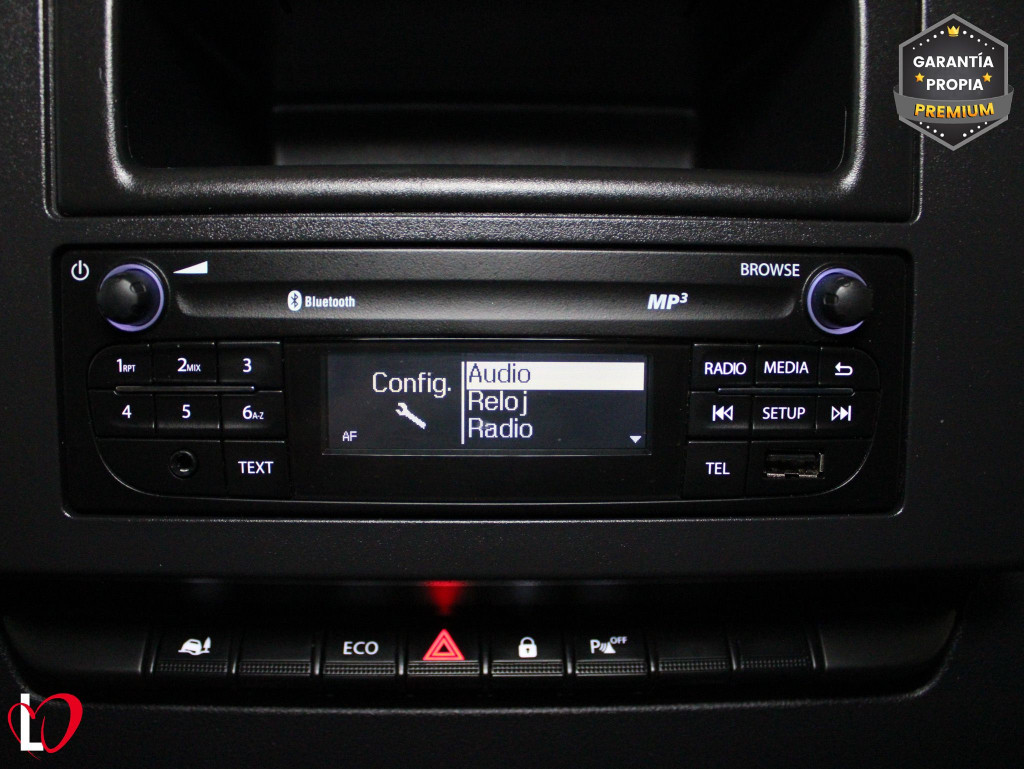 GARANTÍA
PROPIA
PREMIUM
BROWSE
Bluetooth
MP3
1RPT 2MIX 3
4 5 6A-Z
TEXT
Config.
AF
Audio
Reloj
Radio
RADIO MEDIA
SETUP
TEL
ECO
P OFF
L